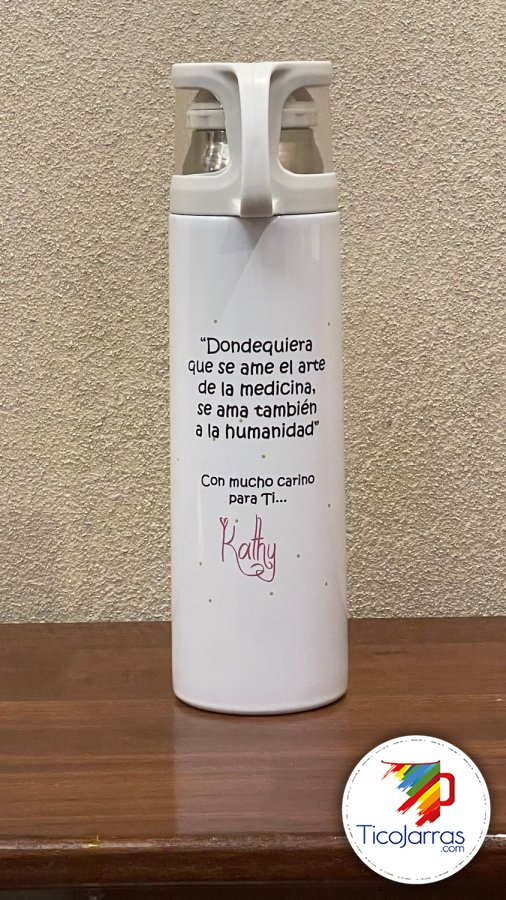 “Dondequiera
que se ame el arte
de la medicina,
se ama también
a la humanidad”
Con mucho carino
para Ti...
Kathy
TicoJarras
.com